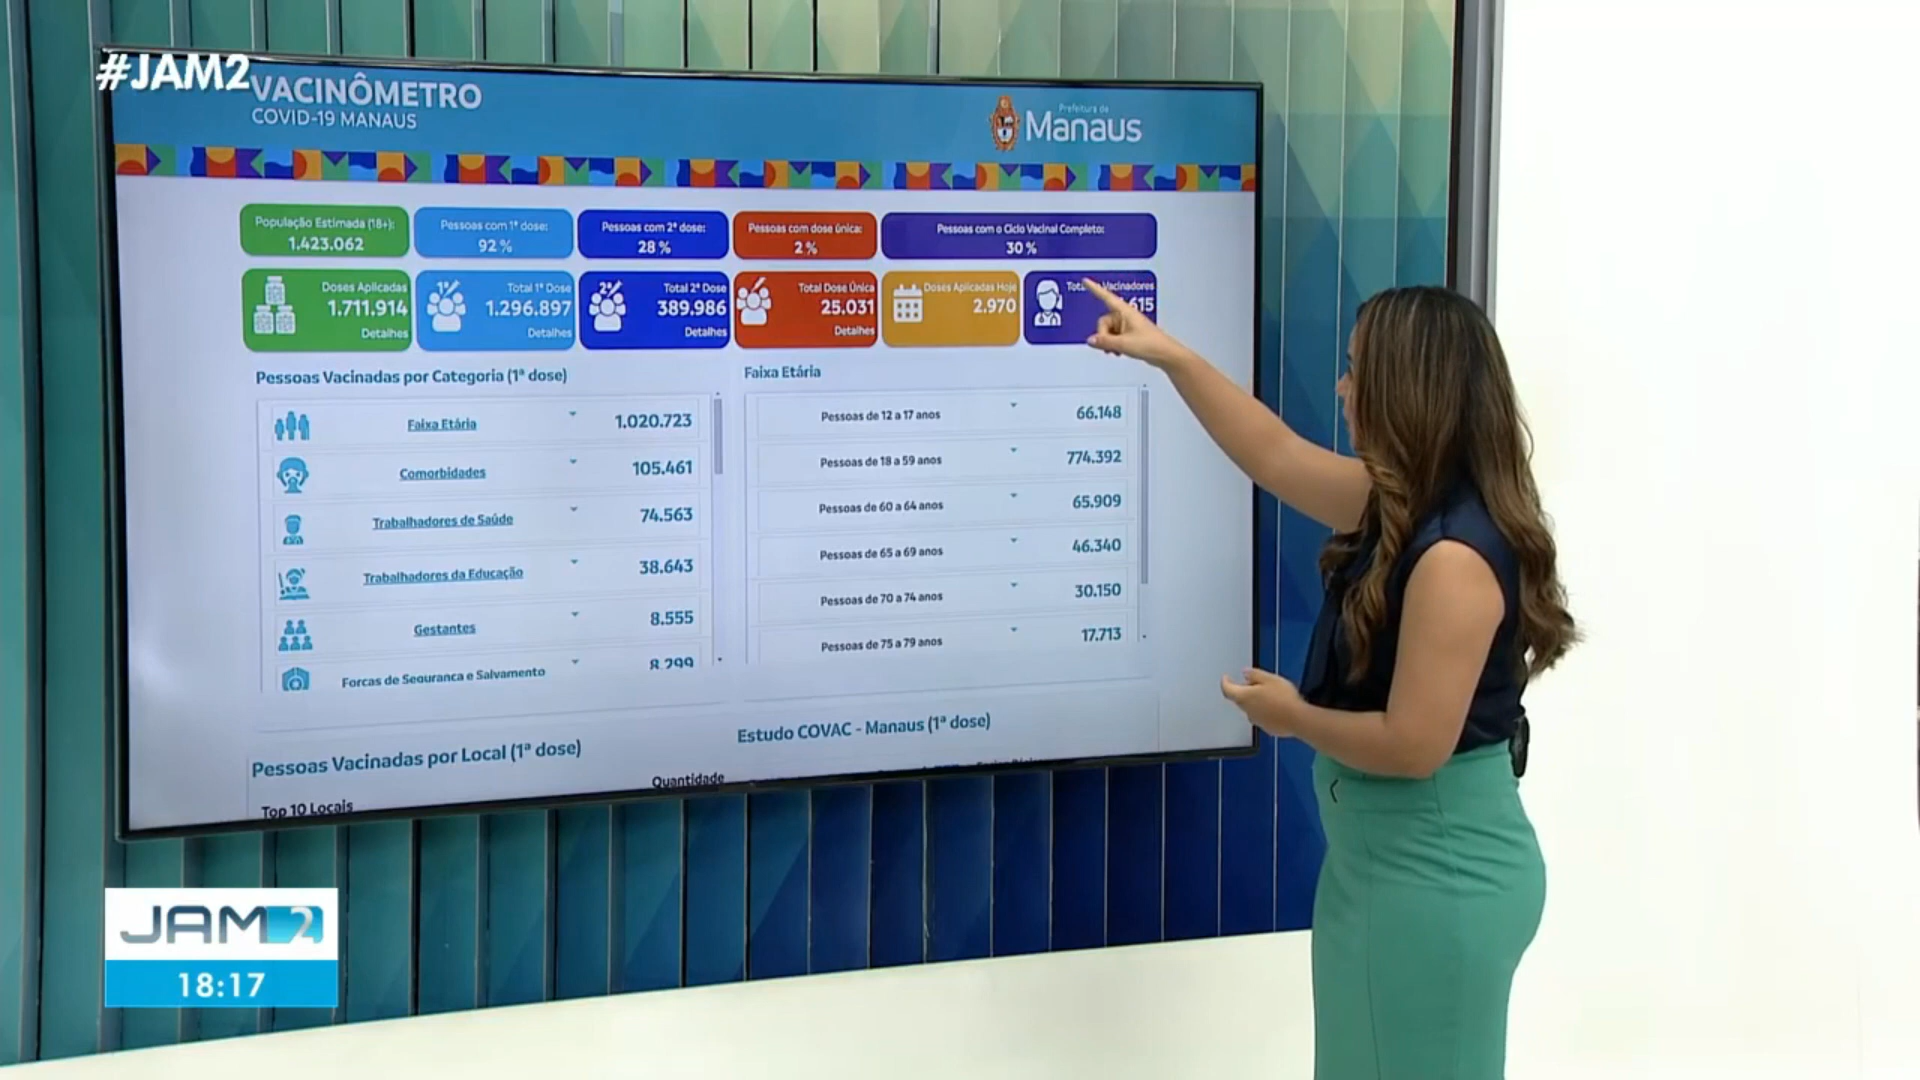 #JAM2
VACINÔMETRO
COVID-19 MANAUS
Prefeitura de
Manaus
População Estimada (18+):
1.423.062
Pessoas com 1ª dose:
92 %
Pessoas com 2ª dose:
28 %
Pessoas com dose única:
2 %
Pessoas com o Ciclo Vacinal Completo:
30 %
Doses Aplicadas
1.711.914
Detalhes
1ª
Total 1ª Dose
1.296.897
Detalhes
2ª
Total 2ª Dose
389.986
Detalhes
Total Dose Única
25.031
Detalhes
Doses Aplicadas Hoje
2.970
Vacinadores
615
Pessoas Vacinadas por Categoria (1ª dose)
Faixa Etária 1.020.723
Comorbidades 105.461
Trabalhadores de Saúde 74.563
Trabalhadores da Educação 38.643
Gestantes 8.555
Forças de Segurança e Salvamento 8.299
Faixa Etária
Pessoas de 12 a 17 anos 66.148
Pessoas de 18 a 59 anos 774.392
Pessoas de 60 a 64 anos 65.909
Pessoas de 65 a 69 anos 46.340
Pessoas de 70 a 74 anos 30.150
Pessoas de 75 a 79 anos 17.713
Pessoas Vacinadas por Local (1ª dose)
Quantidade
Top 10 Locais
Estudo COVAC - Manaus (1ª dose)
JAM2
18:17